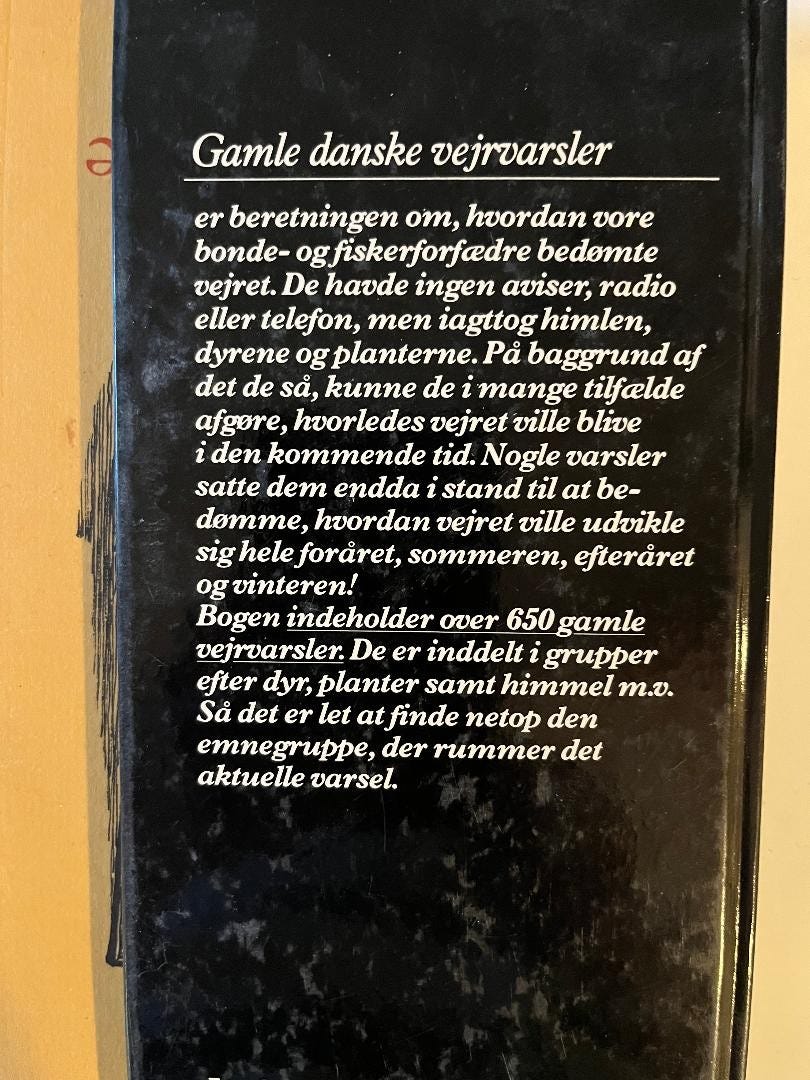 Gamle danske vejrvarsler
er beretningen om, hvordan vore
bonde- og fiskerforfædre bedømte
vejret. De havde ingen aviser, radio
eller telefon, men iagttog himlen,
dyrene og planterne. På baggrund af
det de så, kunne de i mange tilfælde
afgøre, hvorledes vejret ville blive
i den kommende tid. Nogle varsler
satte dem endda i stand til at be-
dømme, hvordan vejret ville udvikle
sig hele foråret, sommeren, efteråret
og vinteren!
Bogen indeholder over 650 gamle
vejrvarsler. De er inddelt i grupper
efter dyr, planter samt himmel m.v.
Så det er let at finde netop den
emnegruppe, der rummer det
aktuelle varsel.